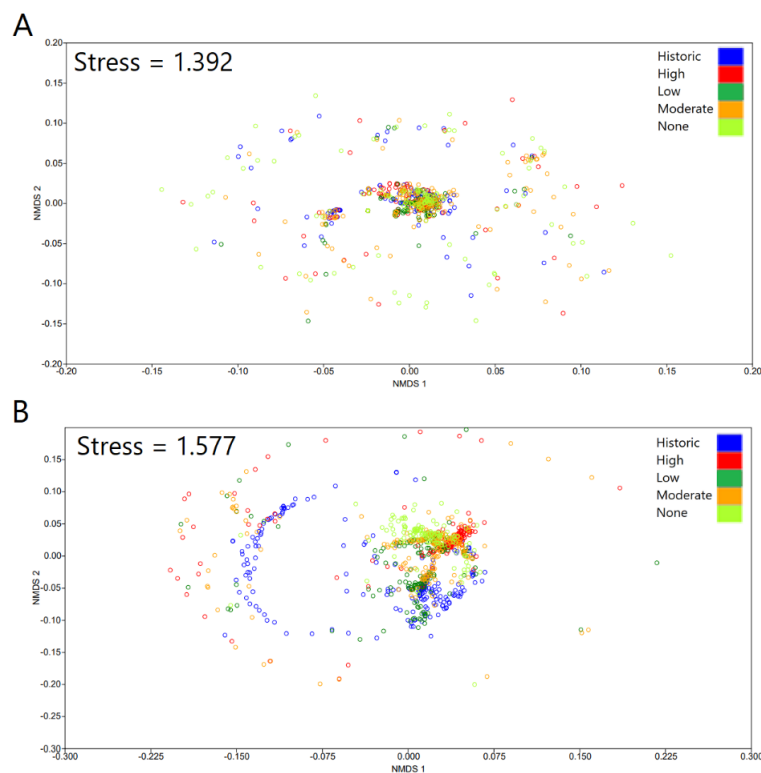 A
Stress = 1.392
Historic
High
Low
Moderate
None
0.20
0.15
0.10
0.05
0.00
-0.05
-0.10
-0.15
-0.20
NMDS 2
-0.20
-0.15
-0.10
-0.05
0.00
0.05
0.10
0.15
0.20
NMDS 1
B
Stress = 1.577
Historic
High
Low
Moderate
None
0.15
0.10
0.05
0.00
-0.05
-0.10
-0.15
-0.20
-0.30
NMDS 2
-0.300
-0.225
-0.150
-0.075
0.000
0.075
0.150
0.225
0.300
NMDS 1